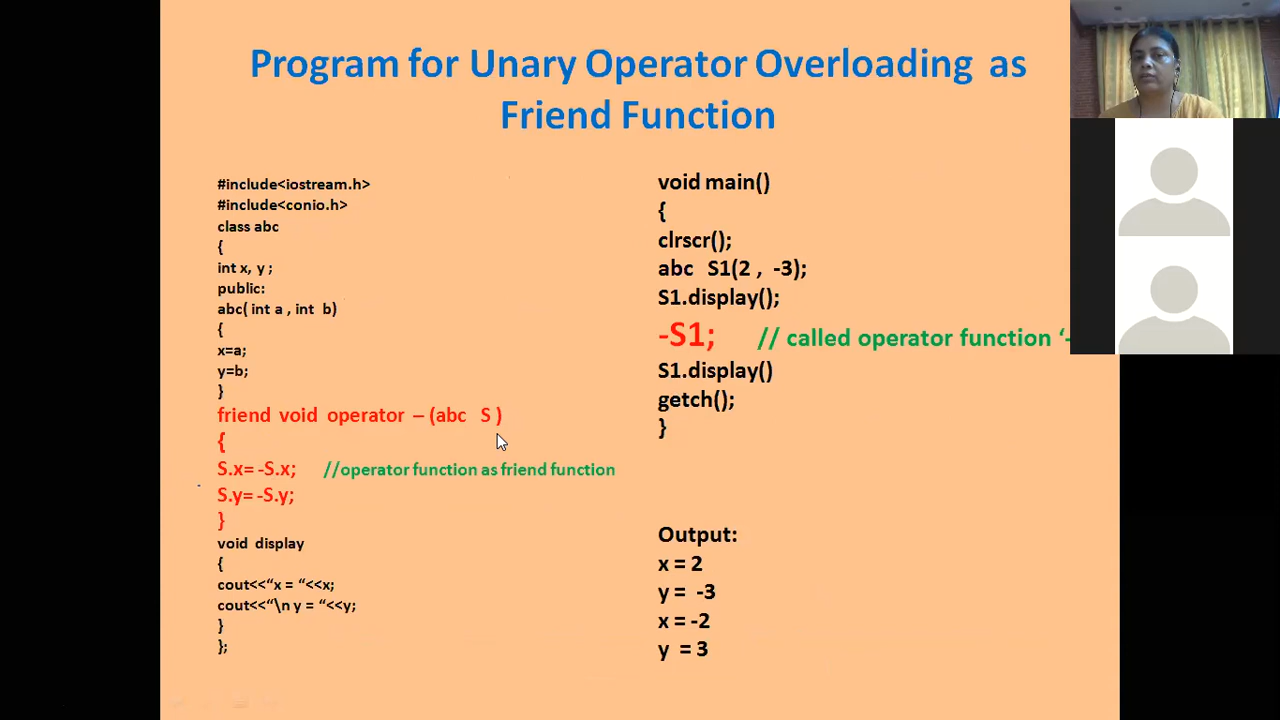 Program for Unary Operator Overloading as
Friend Function
#include<iostream.h>
#include<conio.h>
class abc
{
int x, y ;
public:
abc( int a , int b)
{
x=a;
y=b;
}
friend void operator – (abc S )
{
S.x= -S.x; //operator function as friend function
S.y= -S.y;
}
void display
{
cout<<“x = “<<x;
cout<<“\n y = “<<y;
}
};
void main()
{
clrscr();
abc S1(2 , -3);
S1.display();
-S1; // called operator function ‘-
S1.display()
getch();
}
Output:
x = 2
y = -3
x = -2
y = 3